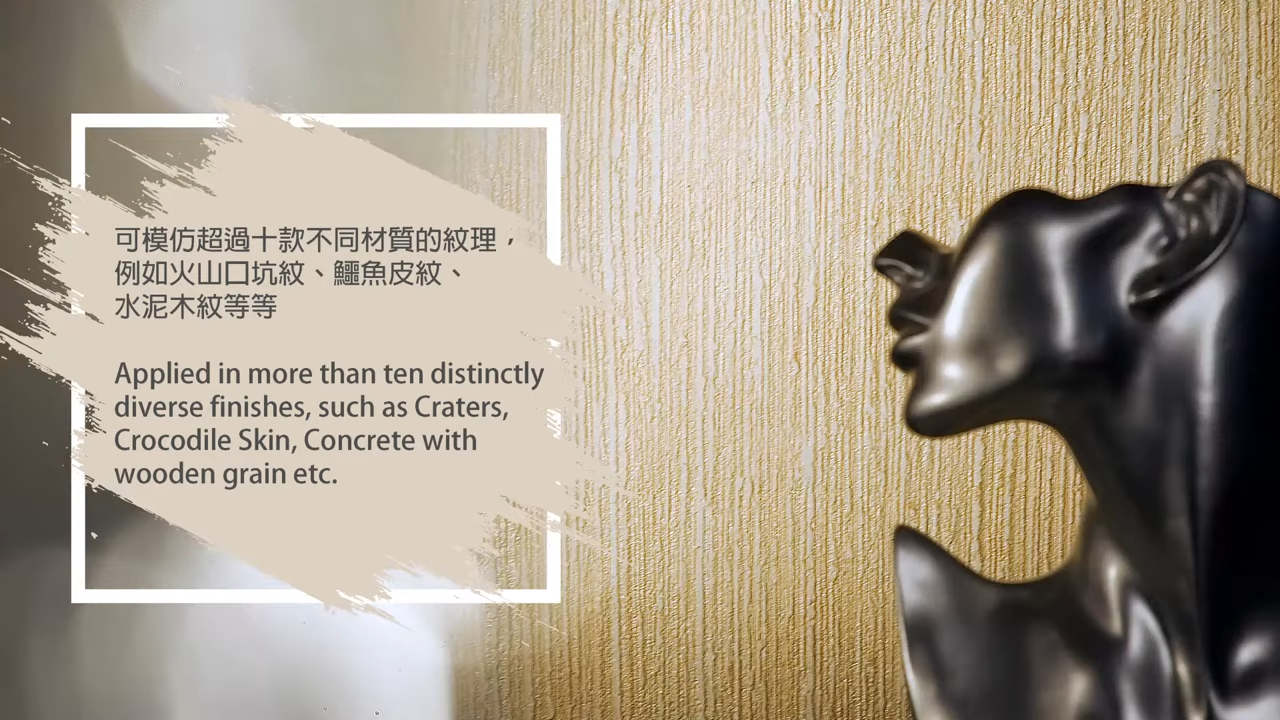 可模仿超過十款不同材質的紋理，
例如火山口坑紋、鱷魚皮紋、
水泥木紋等等
Applied in more than ten distinctly
diverse finishes, such as Craters,
Crocodile Skin, Concrete with
wooden grain etc.